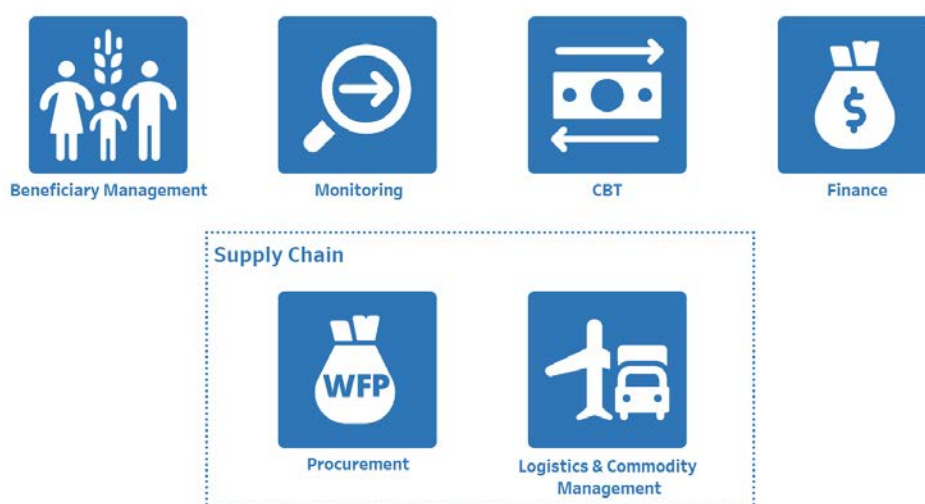 Beneficiary Management
Monitoring
CBT
$
Finance
Supply Chain
WFP
Procurement
Logistics & Commodity
Management